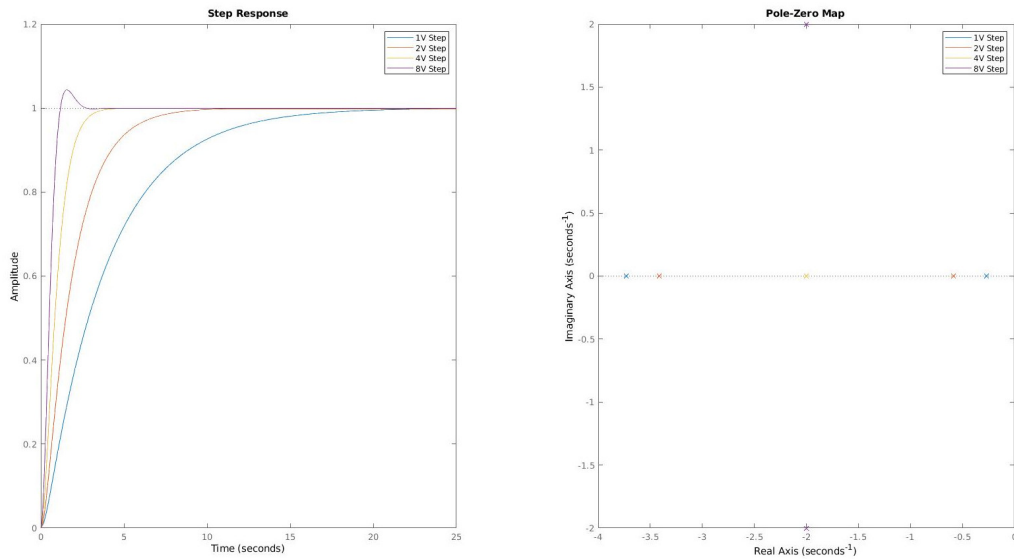 Step Response
1.2
1
0.8
0.6
0.4
0.2
0
Amplitude
0
5
10
15
20
25
Time (seconds)
1V Step
2V Step
4V Step
8V Step
Pole-Zero Map
2
1.5
1
0.5
0
-0.5
-1
-1.5
-2
Imaginary Axis (seconds⁻¹)
-4
-3.5
-3
-2.5
-2
-1.5
-1
-0.5
0
Real Axis (seconds⁻¹)
1V Step
2V Step
4V Step
8V Step